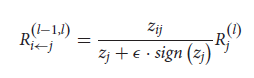 R_{i←j}^{(l-1,l)} = \frac{z_{ij}}{z_j + ϵ · sign (z_j)} R_j^{(l)}